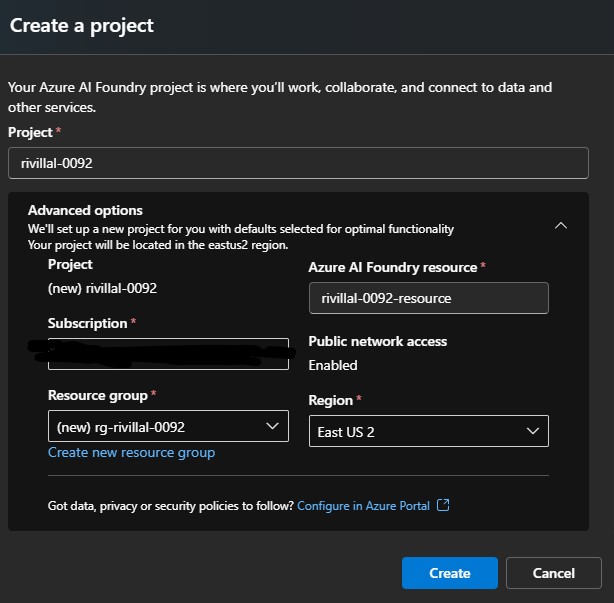 Create a project
Your Azure AI Foundry project is where you'll work, collaborate, and connect to data and
other services.
Project *
rivillal-0092
Advanced options
We'll set up a new project for you with defaults selected for optimal functionality
Your project will be located in the eastus2 region.
Project
(new) rivillal-0092
Subscription *
Resource group *
(new) rg-rivillal-0092
Create new resource group
Azure AI Foundry resource *
rivillal-0092-resource
Public network access
Enabled
Region *
East US 2
Got data, privacy or security policies to follow? Configure in Azure Portal
Create
Cancel